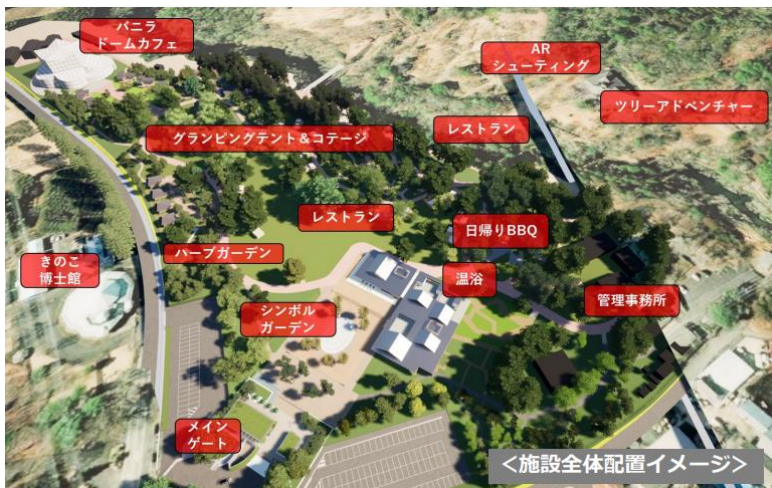 バニラ
ドームカフェ
AR
シューティング
ツリーアドベンチャー
レストラン
グランピングテント＆コテージ
レストラン
日帰りBBQ
ハーブガーデン
きのこ
博士館
温浴
管理事務所
シンボル
ガーデン
メイン
ゲート
＜施設全体配置イメージ＞